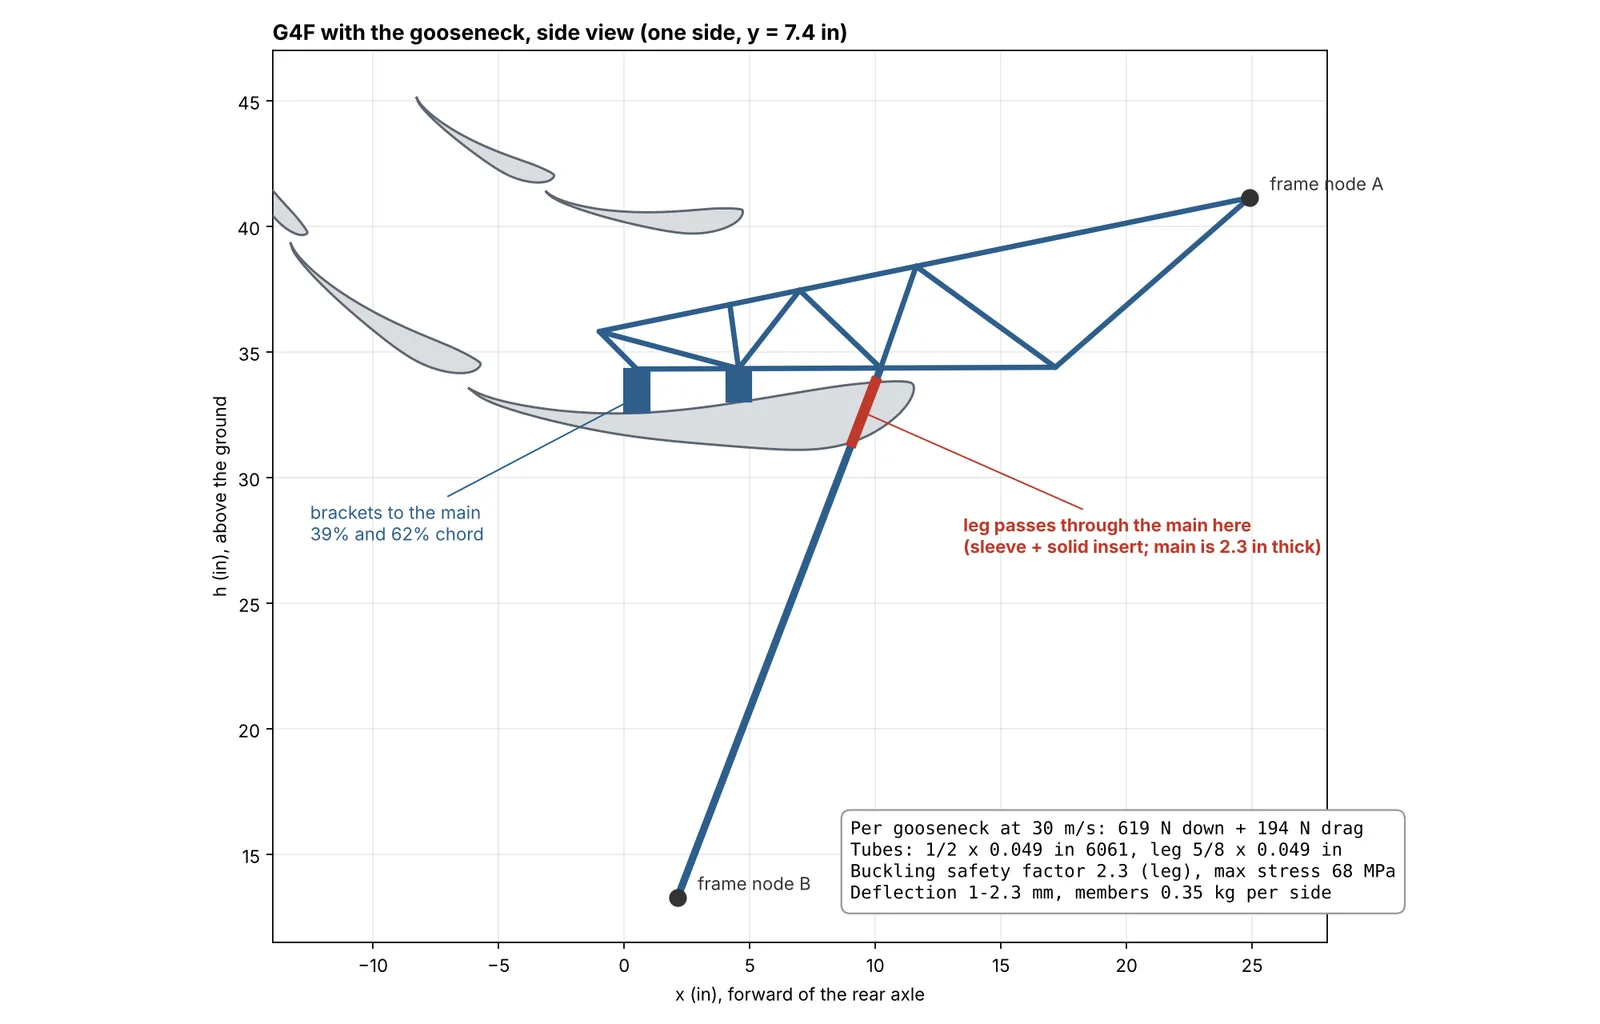 G4F with the gooseneck, side view (one side, y = 7.4 in)
45
40
35
30
25
20
15
h (in), above the ground
frame node A
brackets to the main
39% and 62% chord
leg passes through the main here
(sleeve + solid insert; main is 2.3 in thick)
frame node B
Per gooseneck at 30 m/s: 619 N down + 194 N drag
Tubes: 1/2 x 0.049 in 6061, leg 5/8 x 0.049 in
Buckling safety factor 2.3 (leg), max stress 68 MPa
Deflection 1-2.3 mm, members 0.35 kg per side
−10
−5
0
5
10
15
20
25
x (in), forward of the rear axle